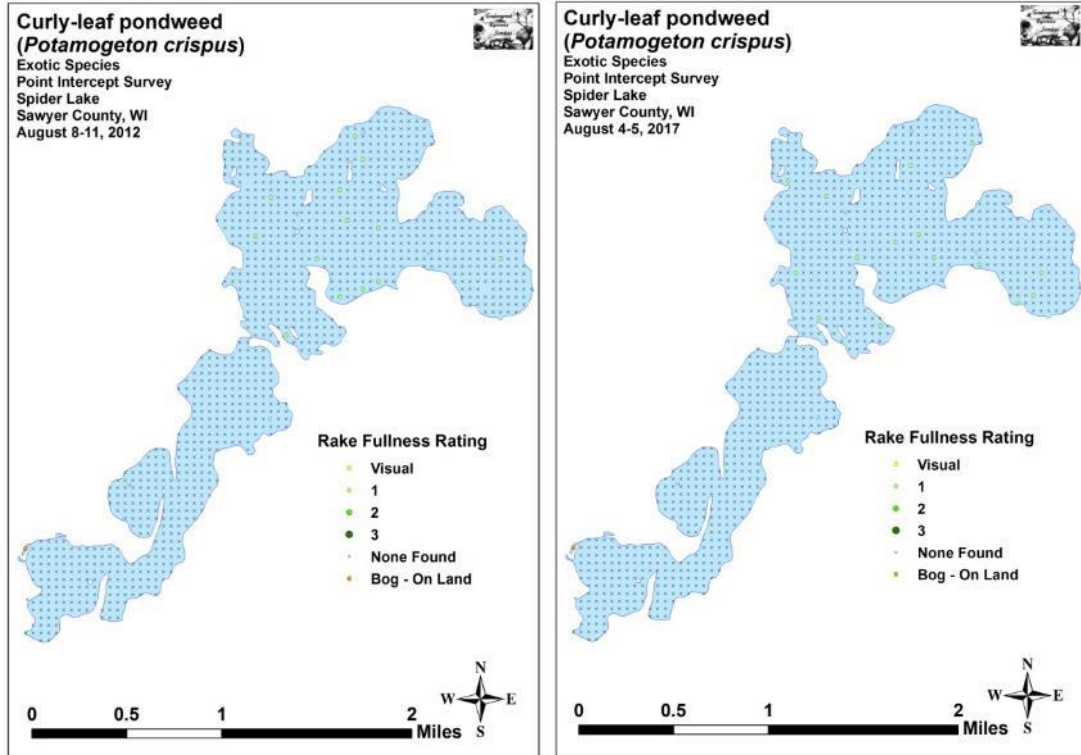 Curly-leaf pondweed
(Potamogeton crispus)
Exotic Species
Point Intercept Survey
Spider Lake
Sawyer County, WI
August 8-11, 2012
Endangered
Resource
Services
Rake Fullness Rating
Visual
1
2
3
None Found
Bog - On Land
N
W E
S
0 0.5 1 2
Miles
Curly-leaf pondweed
(Potamogeton crispus)
Exotic Species
Point Intercept Survey
Spider Lake
Sawyer County, WI
August 4-5, 2017
Rake Fullness Rating
Visual
1
2
3
None Found
Bog - On Land
N
W E
S
0 0.5 1 2
Miles